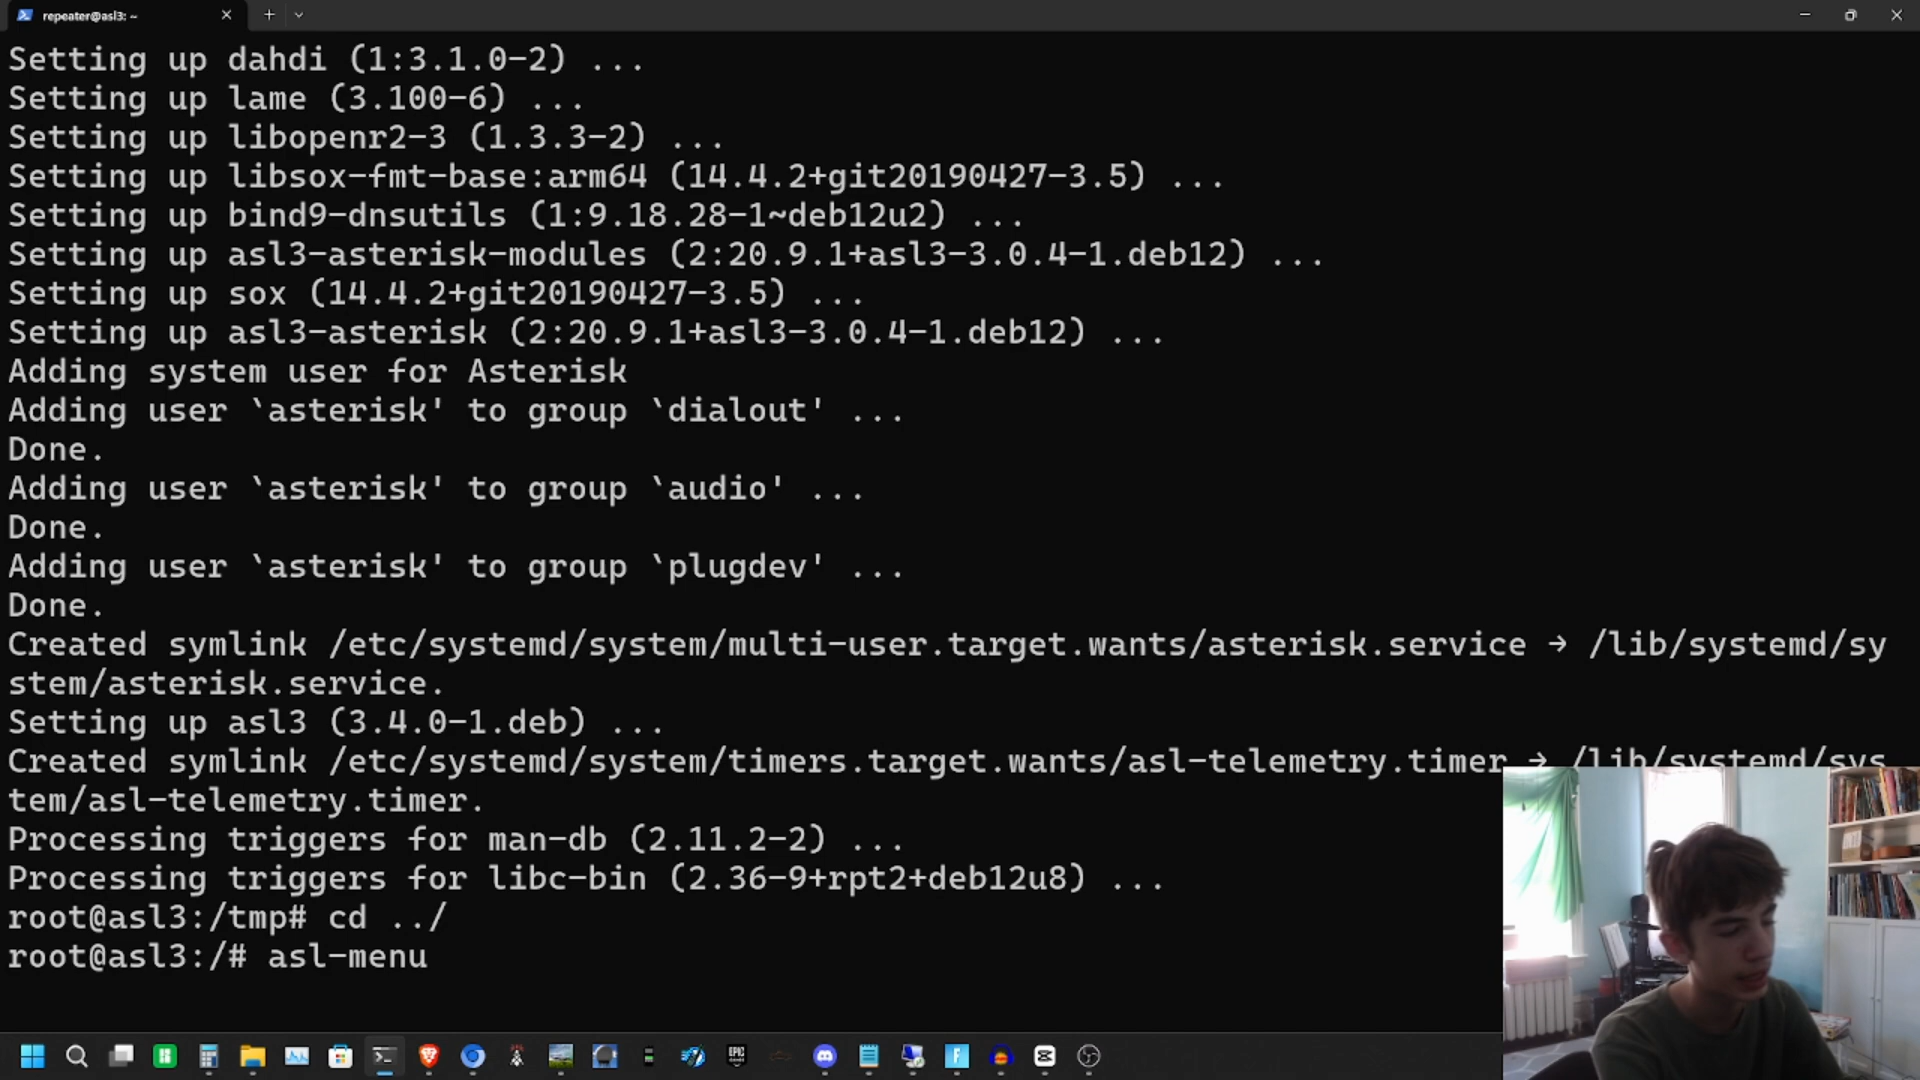 repeater@asl3: ~
Setting up dahdi (1:3.1.0-2) ...
Setting up lame (3.100-6) ...
Setting up libopenr2-3 (1.3.3-2) ...
Setting up libsox-fmt-base:arm64 (14.4.2+git20190427-3.5) ...
Setting up bind9-dnsutils (1:9.18.28-1~deb12u2) ...
Setting up asl3-asterisk-modules (2:20.9.1+asl3-3.0.4-1.deb12) ...
Setting up sox (14.4.2+git20190427-3.5) ...
Setting up asl3-asterisk (2:20.9.1+asl3-3.0.4-1.deb12) ...
Adding system user for Asterisk
Adding user `asterisk' to group `dialout' ...
Done.
Adding user `asterisk' to group `audio' ...
Done.
Adding user `asterisk' to group `plugdev' ...
Done.
Created symlink /etc/systemd/system/multi-user.target.wants/asterisk.service → /lib/systemd/sy
stem/asterisk.service.
Setting up asl3 (3.4.0-1.deb) ...
Created symlink /etc/systemd/system/timers.target.wants/asl-telemetry.timer → /lib/systemd/sys
tem/asl-telemetry.timer.
Processing triggers for man-db (2.11.2-2) ...
Processing triggers for libc-bin (2.36-9+rpt2+deb12u8) ...
root@asl3:/tmp# cd ../
root@asl3:/# asl-menu
EPIC